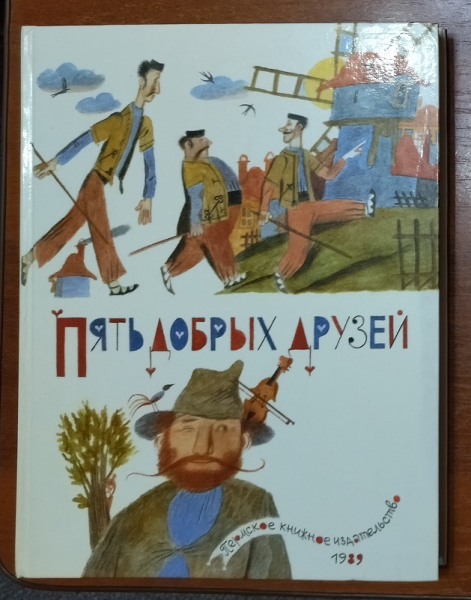 ПЯТЬ ДОБРЫХ ДРУЗЕЙ
Пермское книжное издательство
1989